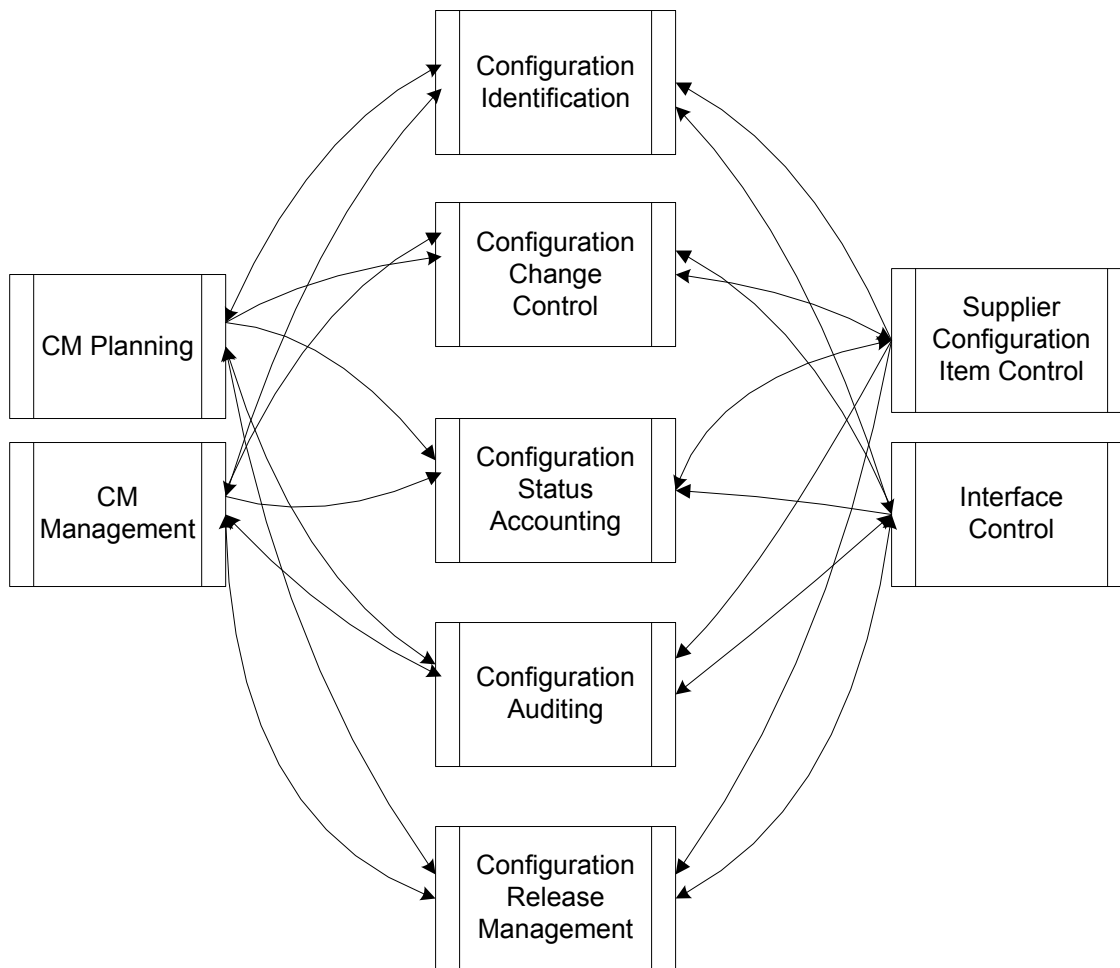 Configuration
Identification
Configuration
Change
Control
CM Planning
Supplier
Configuration
Item Control
CM
Management
Configuration
Status
Accounting
Interface
Control
Configuration
Auditing
Configuration
Release
Management